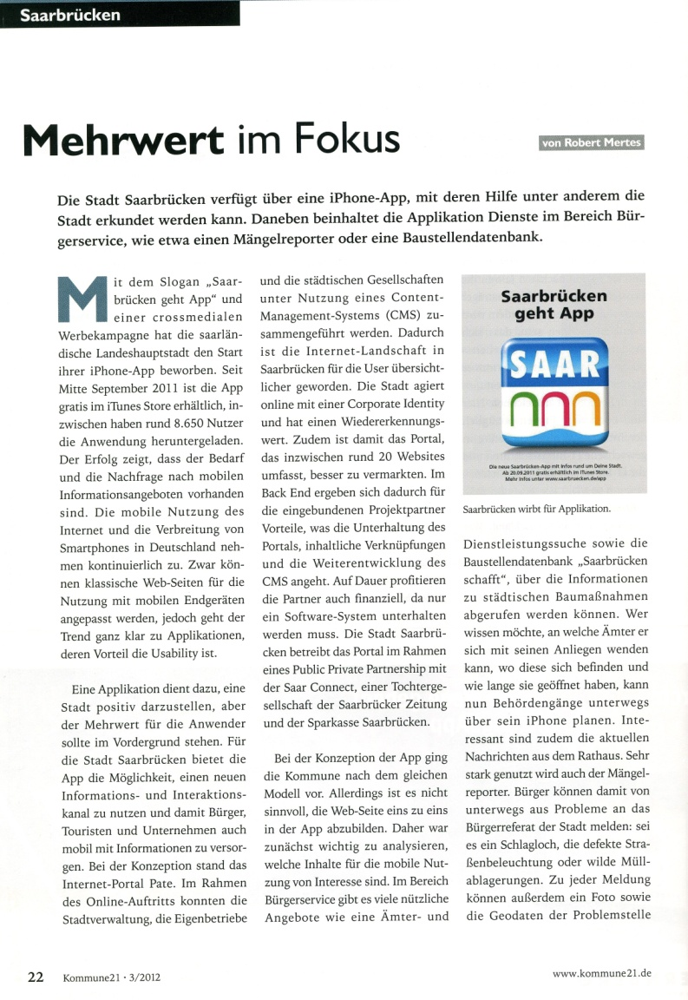 Saarbrücken
Mehrwert im Fokus
von Robert Mertes
Die Stadt Saarbrücken verfügt über eine iPhone-App, mit deren Hilfe unter anderem die
Stadt erkundet werden kann. Daneben beinhaltet die Applikation Dienste im Bereich Bür-
gerservice, wie etwa einen Mängelreporter oder eine Baustellendatenbank.
Mit dem Slogan „Saar-
brücken geht App“ und
einer crossmedialen
Werbekampagne hat die saarlän-
dische Landeshauptstadt den Start
ihrer iPhone-App beworben. Seit
Mitte September 2011 ist die App
gratis im iTunes Store erhältlich, in-
zwischen haben rund 8.650 Nutzer
die Anwendung heruntergeladen.
Der Erfolg zeigt, dass der Bedarf
und die Nachfrage nach mobilen
Informationsangeboten vorhanden
sind. Die mobile Nutzung des
Internet und die Verbreitung von
Smartphones in Deutschland neh-
men kontinuierlich zu. Zwar kön-
nen klassische Web-Seiten für die
Nutzung mit mobilen Endgeräten
angepasst werden, jedoch geht der
Trend ganz klar zu Applikationen,
deren Vorteil die Usability ist.
Eine Applikation dient dazu, eine
Stadt positiv darzustellen, aber
der Mehrwert für die Anwender
sollte im Vordergrund stehen. Für
die Stadt Saarbrücken bietet die
App die Möglichkeit, einen neuen
Informations- und Interaktions-
kanal zu nutzen und damit Bürger,
Touristen und Unternehmen auch
mobil mit Informationen zu versor-
gen. Bei der Konzeption stand das
Internet-Portal Pate. Im Rahmen
des Online-Auftritts konnten die
Stadtverwaltung, die Eigenbetriebe
und die städtischen Gesellschaften
unter Nutzung eines Content-
Management-Systems (CMS) zu-
sammengeführt werden. Dadurch
ist die Internet-Landschaft in
Saarbrücken für die User übersicht-
licher geworden. Die Stadt agiert
online mit einer Corporate Identity
und hat einen Wiedererkennungs-
wert. Zudem ist damit das Portal,
das inzwischen rund 20 Websites
umfasst, besser zu vermarkten. Im
Back End ergeben sich dadurch für
die eingebundenen Projektpartner
Vorteile, was die Unterhaltung des
Portals, inhaltliche Verknüpfungen
und die Weiterentwicklung des
CMS angeht. Auf Dauer profitieren
die Partner auch finanziell, da nur
ein Software-System unterhalten
werden muss. Die Stadt Saarbrü-
cken betreibt das Portal im Rahmen
eines Public Private Partnership mit
der Saar Connect, einer Tochterge-
sellschaft der Saarbrücker Zeitung
und der Sparkasse Saarbrücken.
Bei der Konzeption der App ging
die Kommune nach dem gleichen
Modell vor. Allerdings ist es nicht
sinnvoll, die Web-Seite eins zu eins
in der App abzubilden. Daher war
zunächst wichtig zu analysieren,
welche Inhalte für die mobile Nut-
zung von Interesse sind. Im Bereich
Bürgerservice gibt es viele nützliche
Angebote wie eine Ämter- und
Saarbrücken
geht App
SAAR
Die neue Saarbrücken-App mit Infos rund um Deine Stadt.
Ab 20.09.2011 gratis erhältlich im iTunes Store.
Mehr Infos unter www.saarbruecken.de/app
Saarbrücken wirbt für Applikation.
Dienstleistungssuche sowie die
Baustellendatenbank „Saarbrücken
schafft“, über die Informationen
zu städtischen Baumaßnahmen
abgerufen werden können. Wer
wissen möchte, an welche Ämter er
sich mit seinen Anliegen wenden
kann, wo diese sich befinden und
wie lange sie geöffnet haben, kann
nun Behördengänge unterwegs
über sein iPhone planen. Inte-
ressant sind zudem die aktuellen
Nachrichten aus dem Rathaus. Sehr
stark genutzt wird auch der Mängel-
reporter. Bürger können damit von
unterwegs aus Probleme an das
Bürgerreferat der Stadt melden: sei
es ein Schlagloch, die defekte Stra-
ßenbeleuchtung oder wilde Müll-
ablagerungen. Zu jeder Meldung
können außerdem ein Foto sowie
die Geodaten der Problemstelle
22 Kommune21 · 3/2012
www.kommune21.de